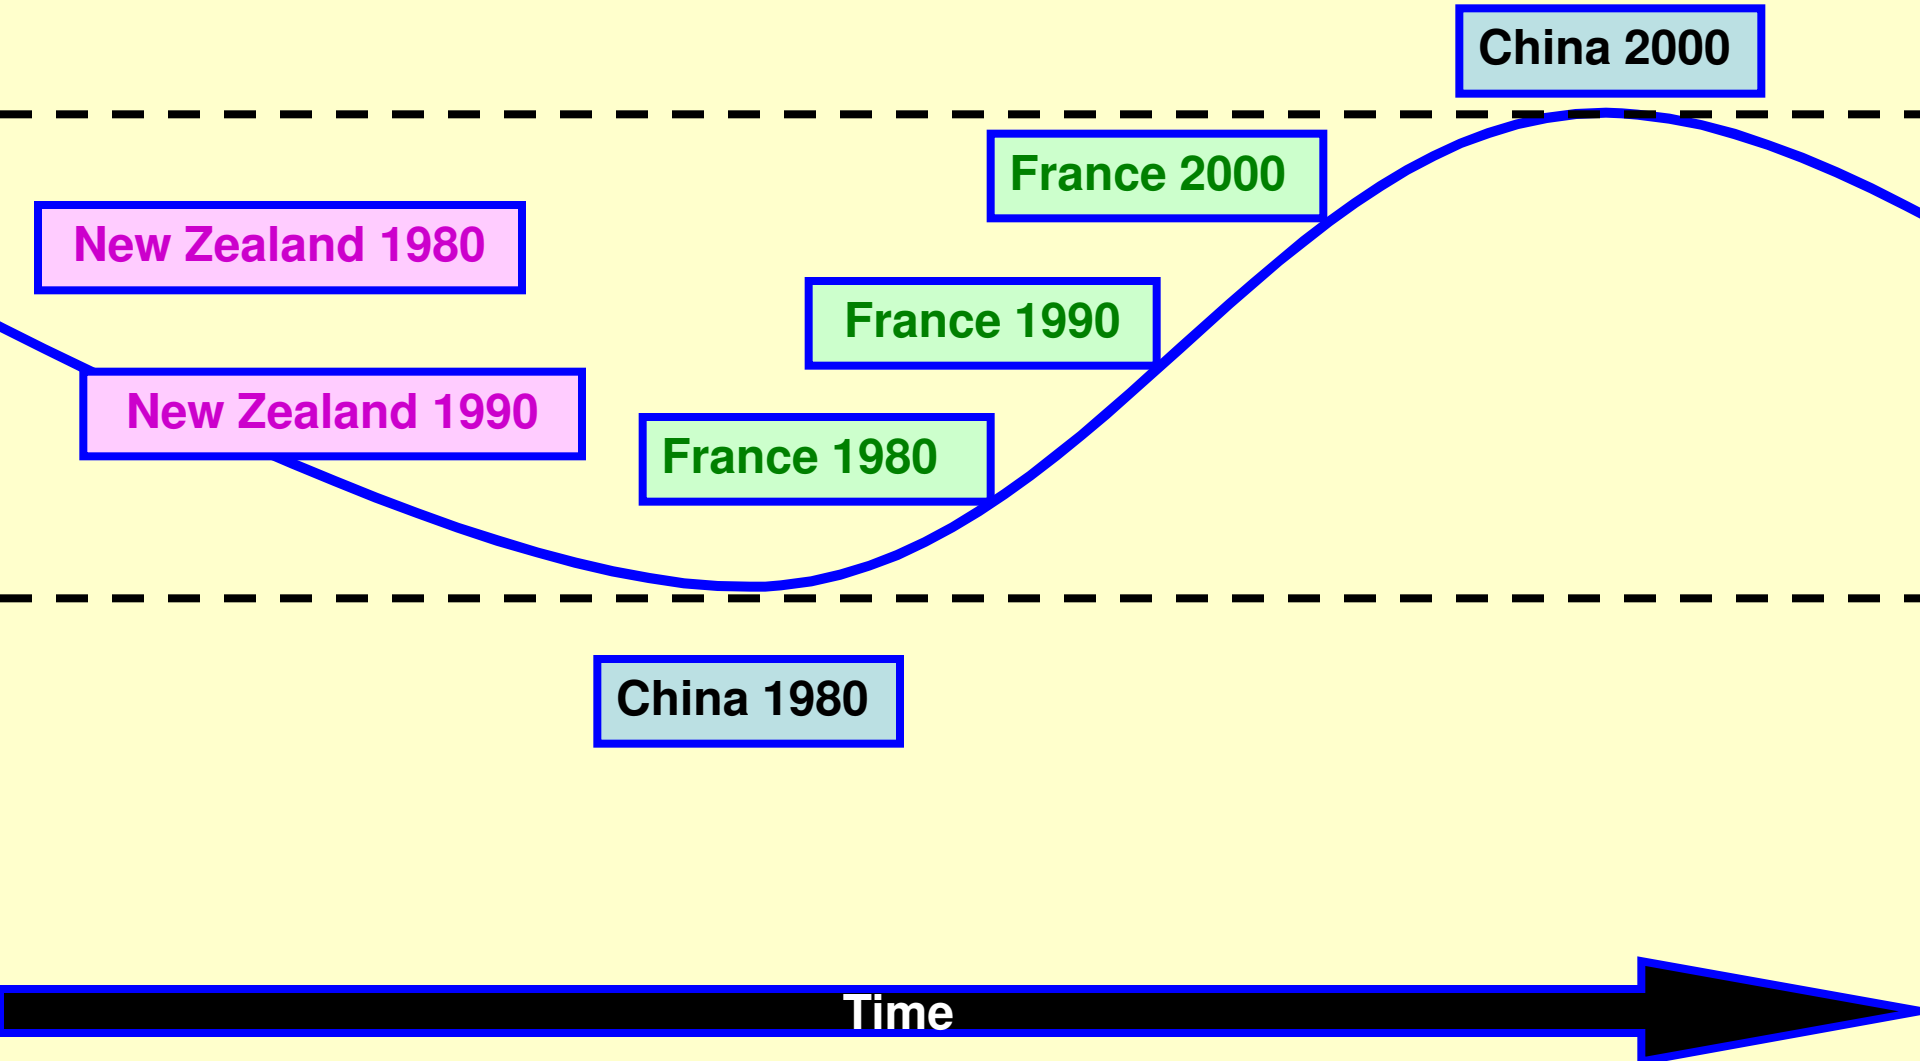 China 2000
France 2000
New Zealand 1980
France 1990
New Zealand 1990
France 1980
China 1980
Time